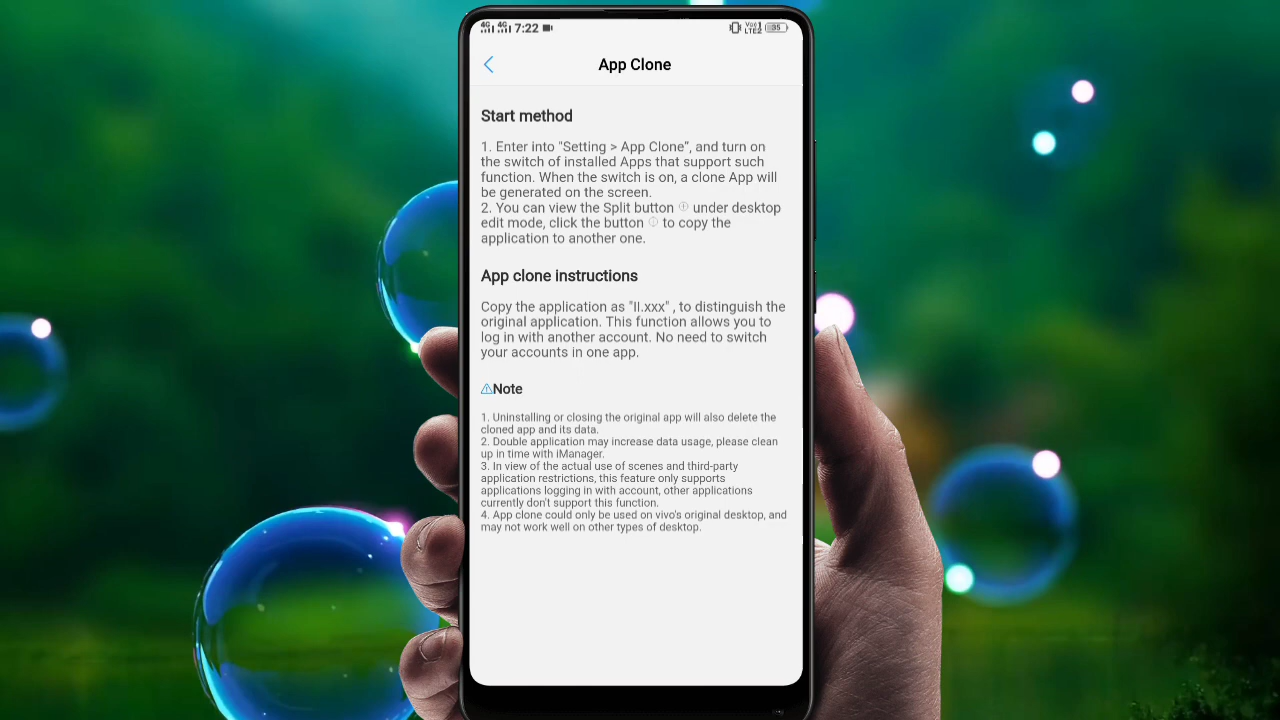 4G 4G 7:22 VoLTE1 LTE2 35
App Clone
Start method
1. Enter into "Setting > App Clone", and turn on
the switch of installed Apps that support such
function. When the switch is on, a clone App will
be generated on the screen.
2. You can view the Split button under desktop
edit mode, click the button to copy the
application to another one.
App clone instructions
Copy the application as "II.xxx" , to distinguish the
original application. This function allows you to
log in with another account. No need to switch
your accounts in one app.
Note
1. Uninstalling or closing the original app will also delete the
cloned app and its data.
2. Double application may increase data usage, please clean
up in time with iManager.
3. In view of the actual use of scenes and third-party
application restrictions, this feature only supports
applications logging in with account, other applications
currently don't support this function.
4. App clone could only be used on vivo's original desktop, and
may not work well on other types of desktop.